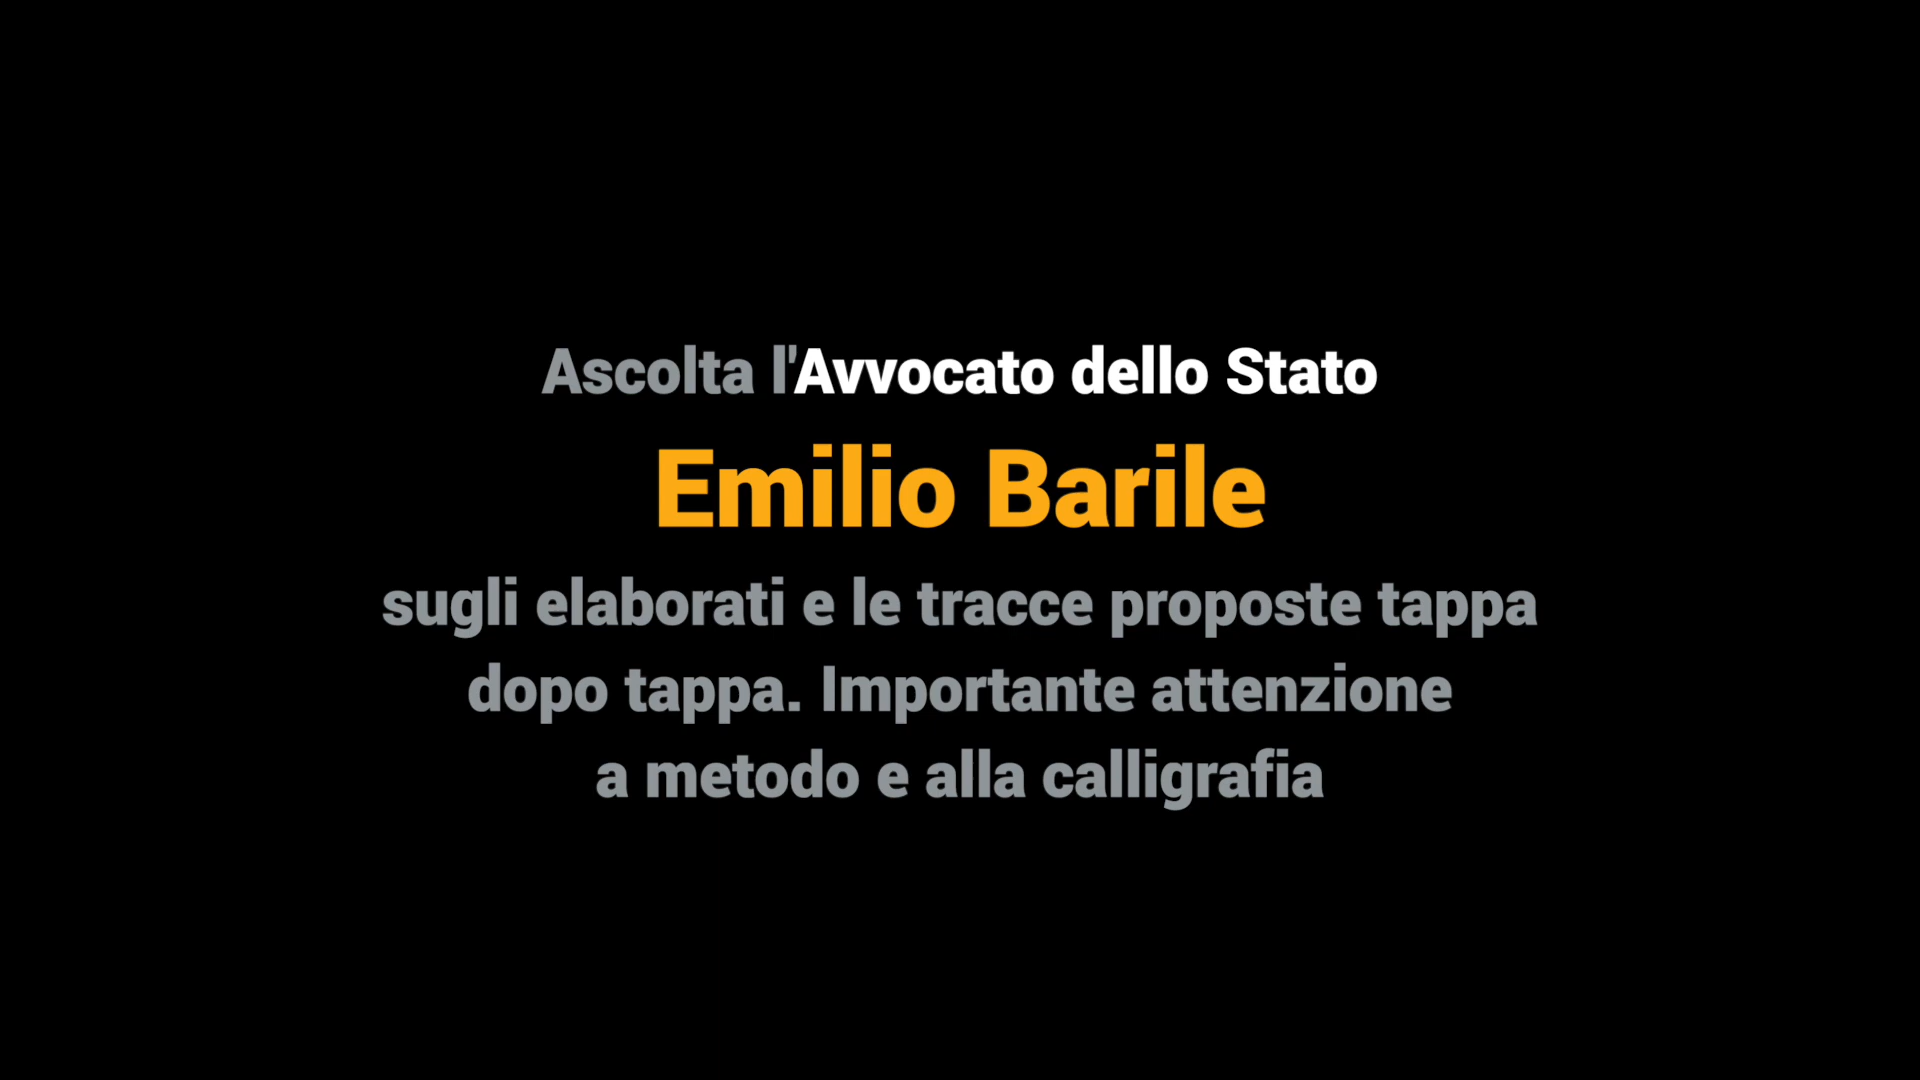 Ascolta l'Avvocato dello Stato
Emilio Barile
sugli elaborati e le tracce proposte tappa
dopo tappa. Importante attenzione
a metodo e alla calligrafia